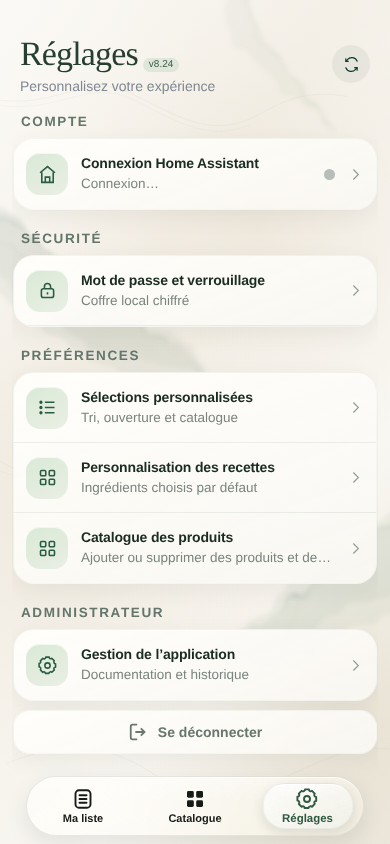 Réglages v8.24
Personnalisez votre expérience
COMPTE
Connexion Home Assistant
Connexion…
SÉCURITÉ
Mot de passe et verrouillage
Coffre local chiffré
PRÉFÉRENCES
Sélections personnalisées
Tri, ouverture et catalogue
Personnalisation des recettes
Ingrédients choisis par défaut
Catalogue des produits
Ajouter ou supprimer des produits et de…
ADMINISTRATEUR
Gestion de l’application
Documentation et historique
Se déconnecter
Ma liste Catalogue Réglages